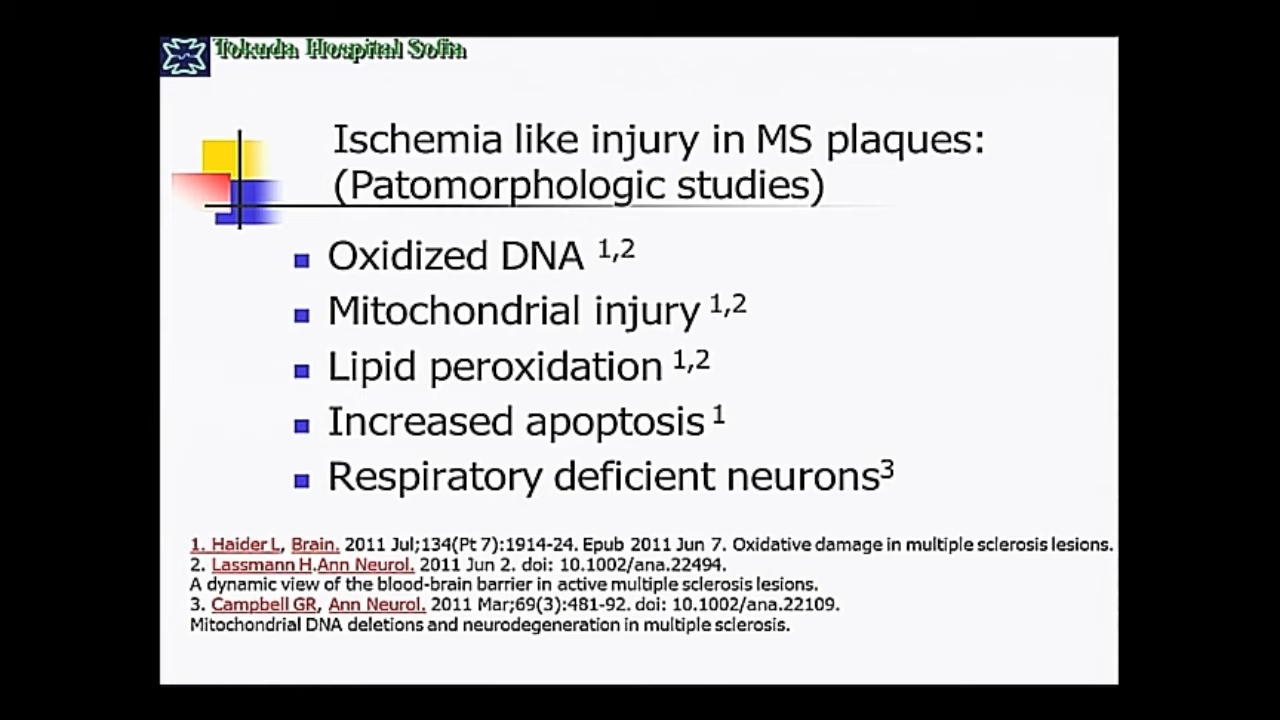 Tokuda Hospital Sofia
Ischemia like injury in MS plaques:
(Patomorphologic studies)
Oxidized DNA 1,2
Mitochondrial injury 1,2
Lipid peroxidation 1,2
Increased apoptosis 1
Respiratory deficient neurons3
1. Haider L, Brain. 2011 Jul;134(Pt 7):1914-24. Epub 2011 Jun 7. Oxidative damage in multiple sclerosis lesions.
2. Lassmann H.Ann Neurol. 2011 Jun 2. doi: 10.1002/ana.22494.
A dynamic view of the blood-brain barrier in active multiple sclerosis lesions.
3. Campbell GR, Ann Neurol. 2011 Mar;69(3):481-92. doi: 10.1002/ana.22109.
Mitochondrial DNA deletions and neurodegeneration in multiple sclerosis.